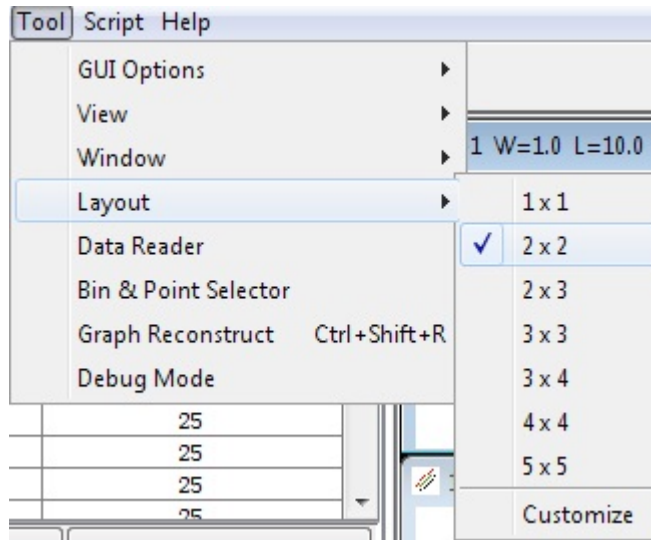 Tool Script Help
GUI Options
View
Window
1 W=1.0 L=10.0
Layout
1 x 1
Data Reader
2 x 2
Bin & Point Selector
2 x 3
Graph Reconstruct Ctrl+Shift+R
3 x 3
Debug Mode
3 x 4
25
4 x 4
25
5 x 5
25
25
Customize